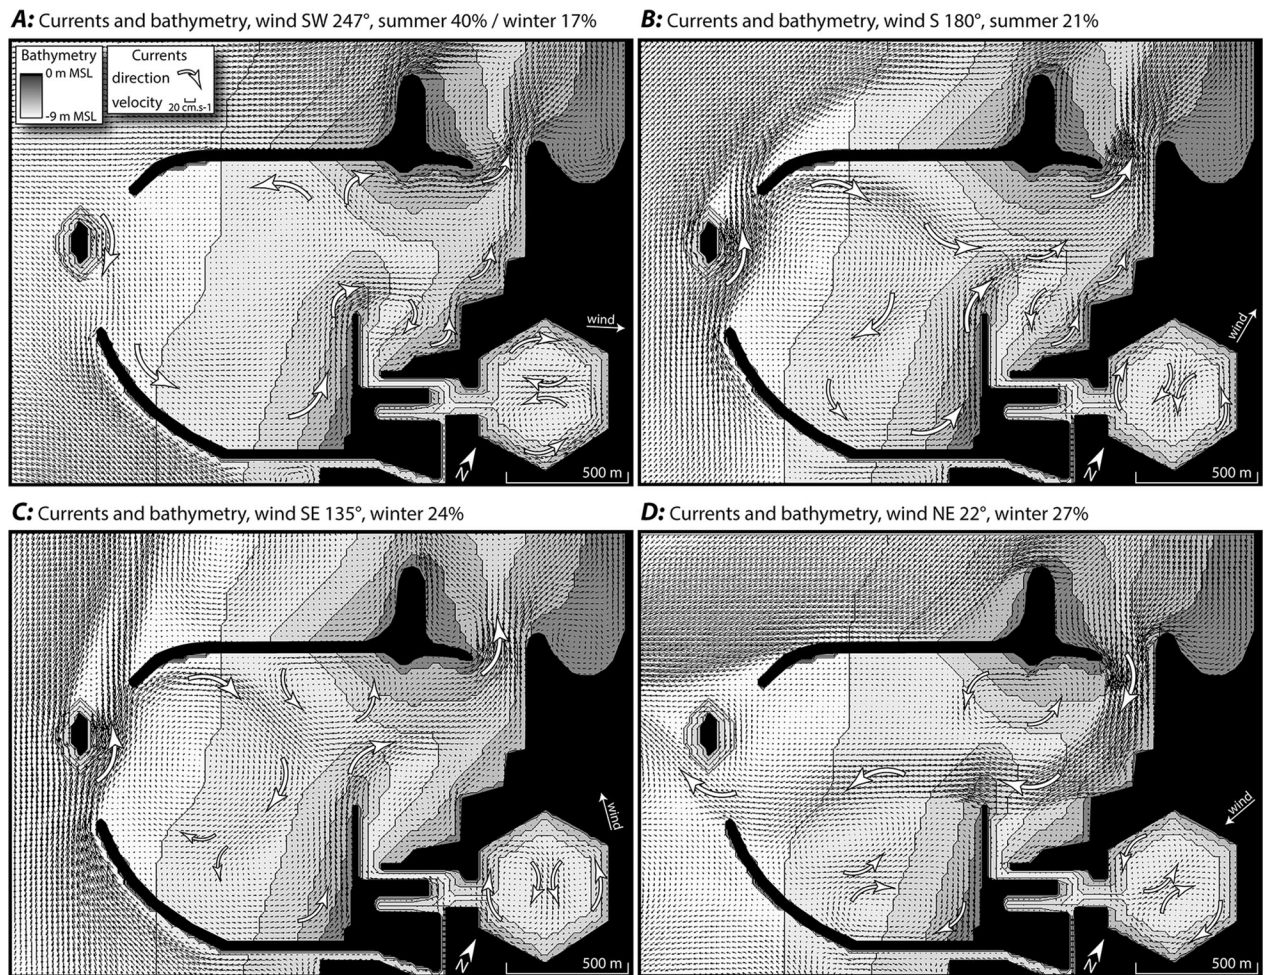 A: Currents and bathymetry, wind SW 247°, summer 40% / winter 17%
Bathymetry
0 m MSL
-9 m MSL
Currents
direction
velocity
20 cm.s-1
wind
N
500 m
B: Currents and bathymetry, wind S 180°, summer 21%
wind
N
500 m
C: Currents and bathymetry, wind SE 135°, winter 24%
wind
N
500 m
D: Currents and bathymetry, wind NE 22°, winter 27%
wind
N
500 m